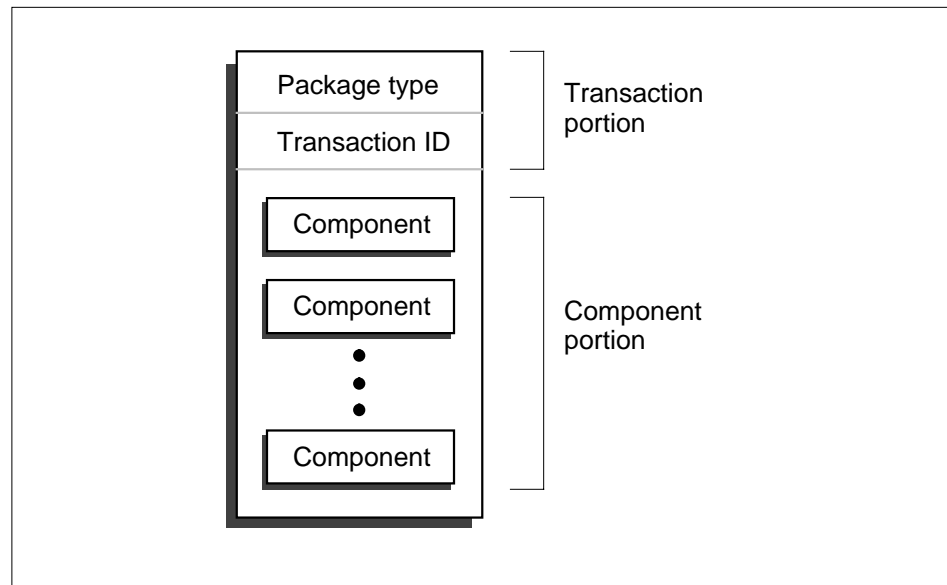 Package type
Transaction
portion
Transaction ID
Component
Component
Component
portion
Component